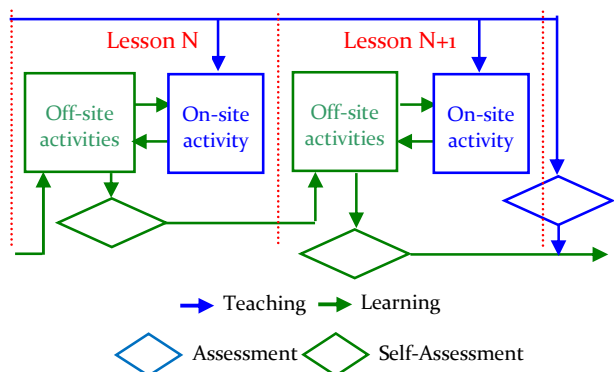 Lesson N
Lesson N+1
Off-site
activities
On-site
activity
Off-site
activities
On-site
activity
Teaching
Learning
Assessment
Self-Assessment